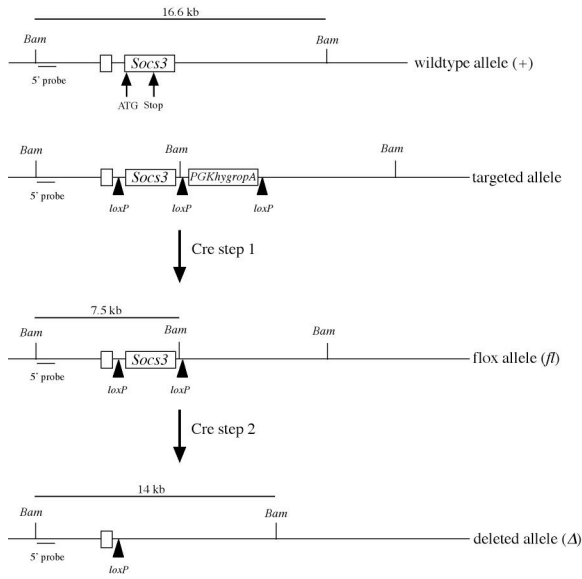 16.6 kb
Bam Bam
Socs3 wildtype allele (+)
5' probe
ATG Stop
Bam Bam Bam
Socs3 PGKhygropA targeted allele
5' probe
loxP loxP loxP
Cre step 1
7.5 kb
Bam Bam Bam
Socs3 flox allele (fl)
5' probe
loxP loxP
Cre step 2
14 kb
Bam Bam
deleted allele (Δ)
5' probe
loxP